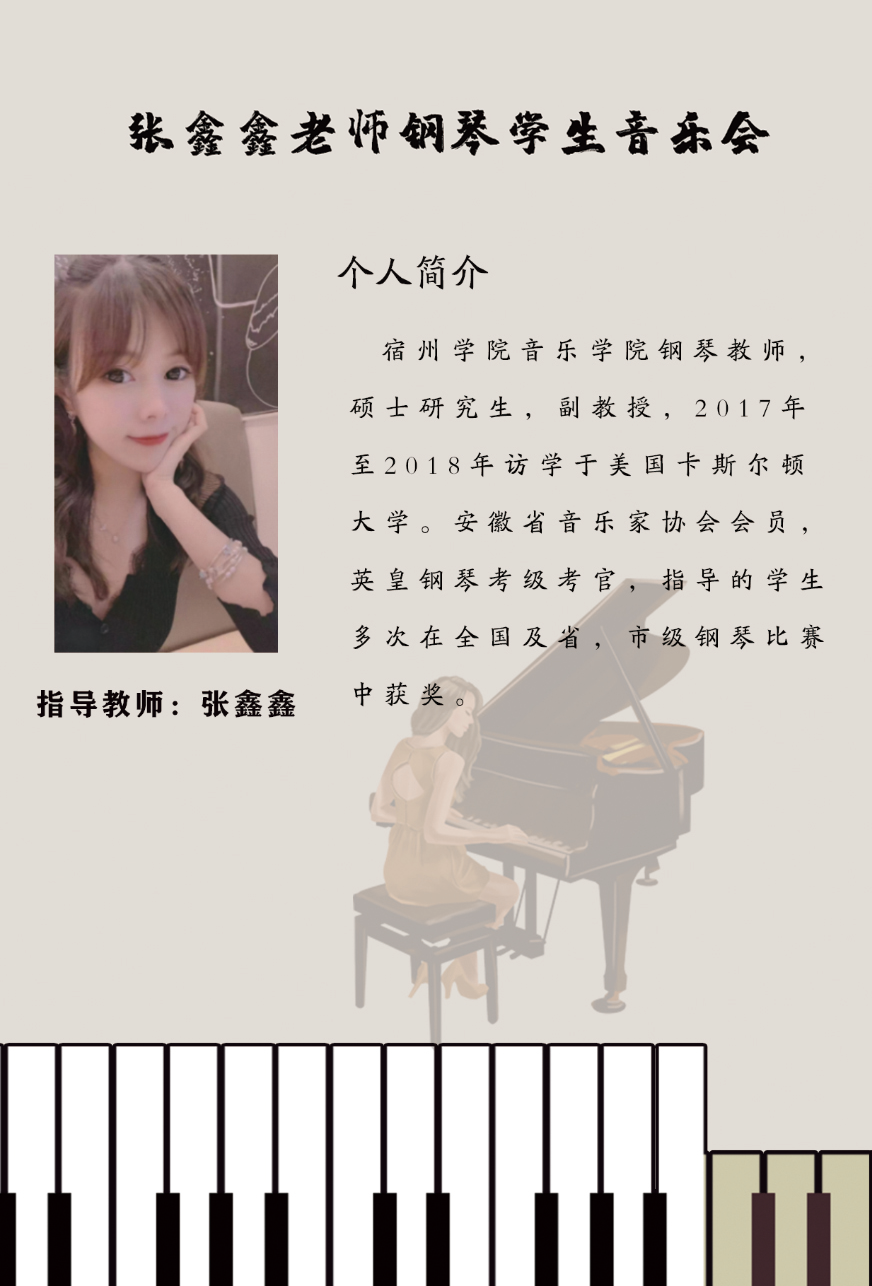 张鑫鑫老师钢琴学生音乐会
个人简介
宿州学院音乐学院钢琴教师，
硕士研究生，副教授，2017年
至2018年访学于美国卡斯尔顿
大学。安徽省音乐家协会会员，
英皇钢琴考级考官，指导的学生
多次在全国及省，市级钢琴比赛
中获奖。
指导教师：张鑫鑫